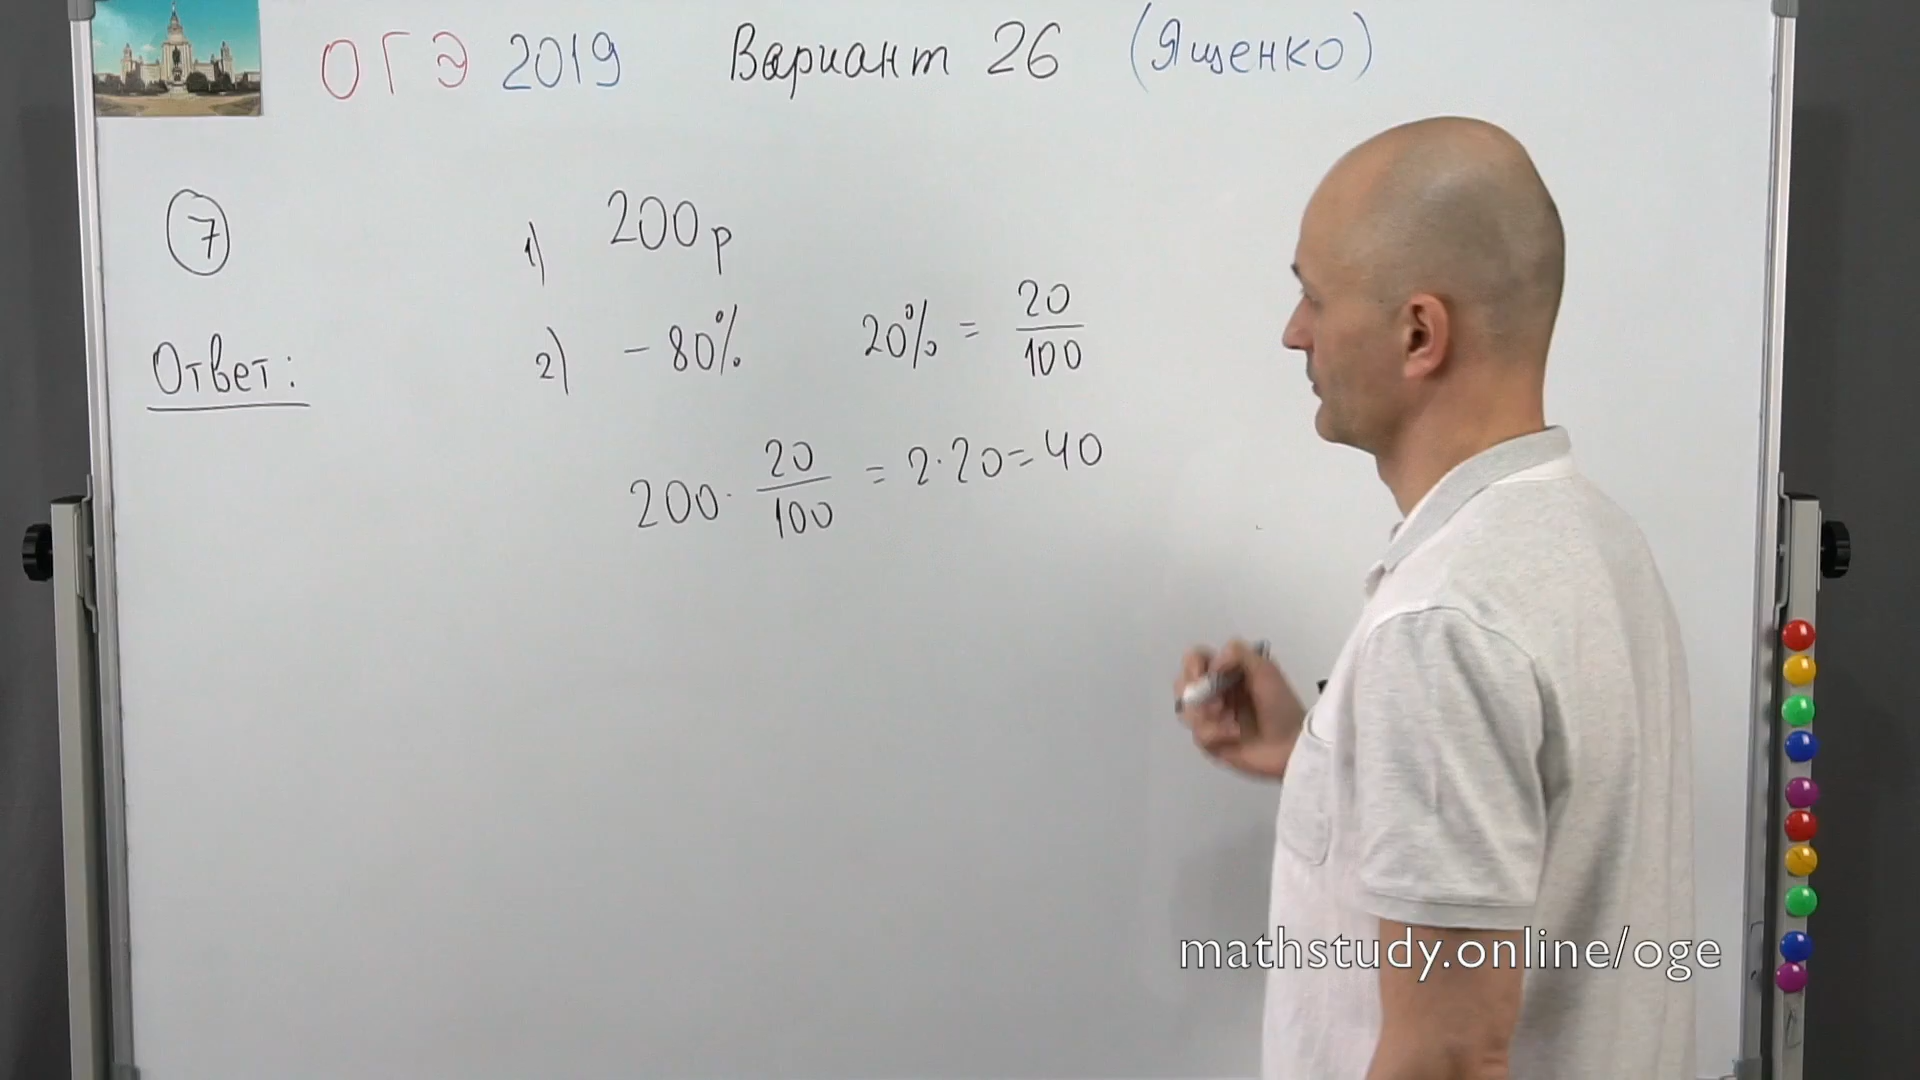 ОГЭ 2019 Вариант 26 (Ященко)
7
1) 200р
2) - 80% 20% = 20/100
Ответ:
200 · 20/100 = 2·20=40
mathstudy.online/oge